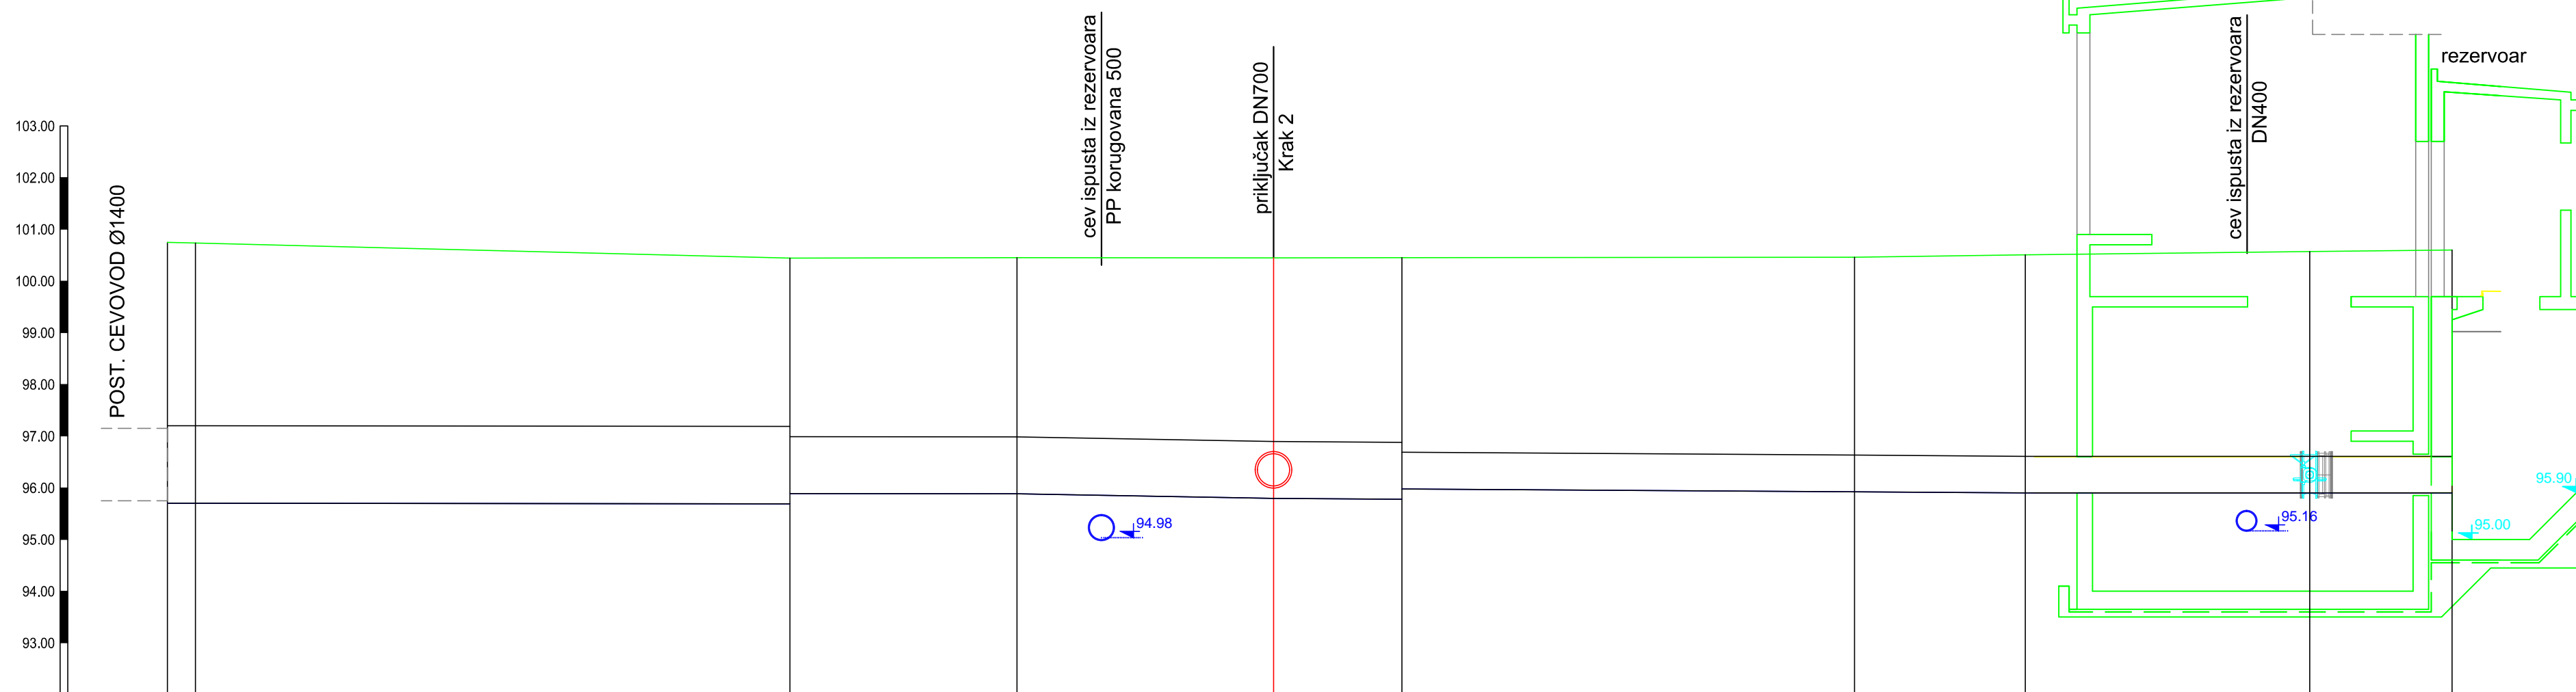 103.00
102.00
101.00
100.00
99.00
98.00
97.00
96.00
95.00
94.00
93.00
POST. CEVOVOD Ø1400
cev ispusta iz rezervoara
PP korugovana 500
priključak DN700
Krak 2
cev ispusta iz rezervoara
DN400
rezervoar
94.98
95.16
95.00
95.90